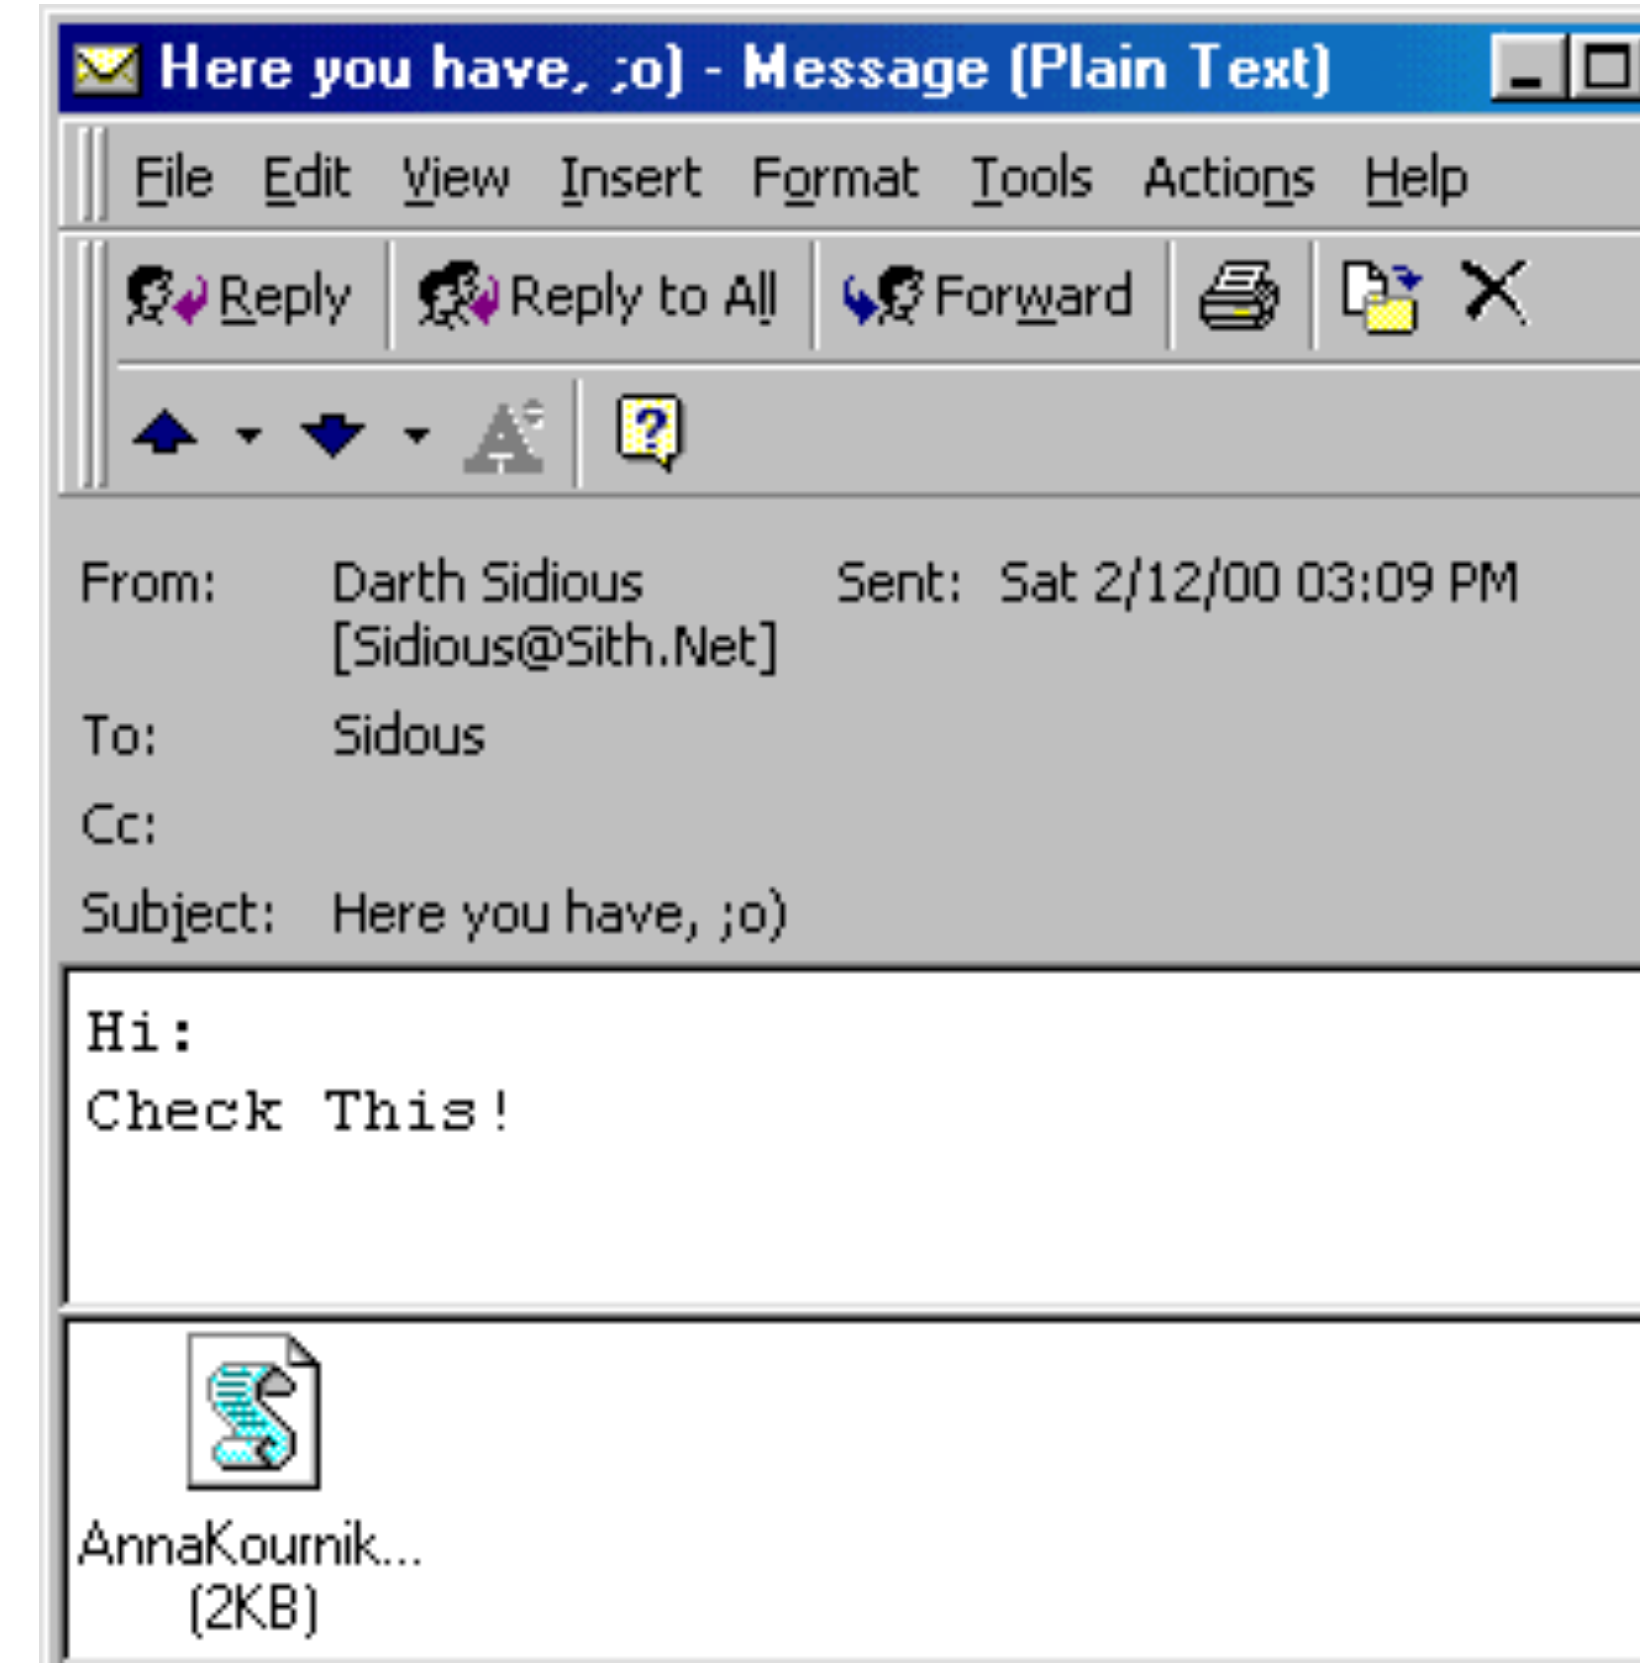 Here you have, ;o) - Message (Plain Text)
File Edit View Insert Format Tools Actions Help
Reply Reply to All Forward
From: Darth Sidious [Sidious@Sith.Net] Sent: Sat 2/12/00 03:09 PM
To: Sidous
Cc:
Subject: Here you have, ;o)
Hi:
Check This!
AnnaKournik...
(2KB)